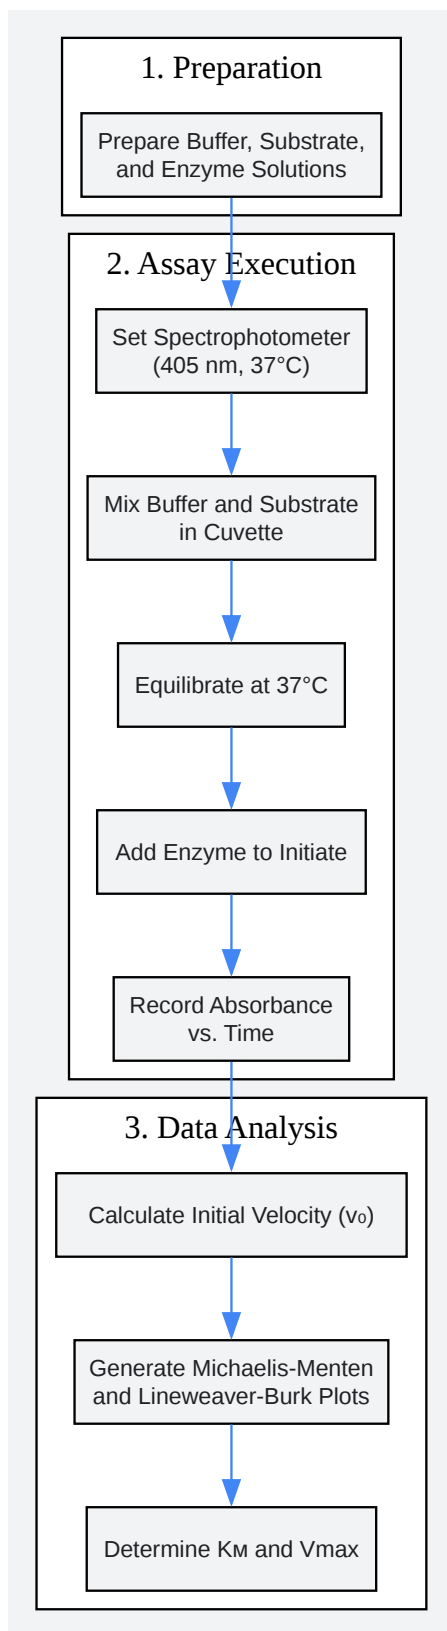 1. Preparation
Prepare Buffer, Substrate,
and Enzyme Solutions
2. Assay Execution
Set Spectrophotometer
(405 nm, 37°C)
Mix Buffer and Substrate
in Cuvette
Equilibrate at 37°C
Add Enzyme to Initiate
Record Absorbance
vs. Time
3. Data Analysis
Calculate Initial Velocity (v₀)
Generate Michaelis-Menten
and Lineweaver-Burk Plots
Determine Kᴍ and Vmax